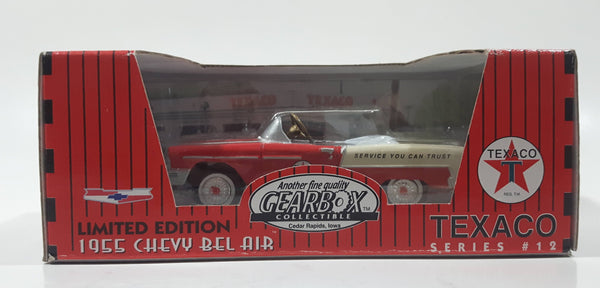 SERVICE YOU CAN TRUST
TEXACO
T
REG. T.M.
Another fine quality
GEARBOX TM
COLLECTIBLE
Cedar Rapids, Iowa
LIMITED EDITION
1955 CHEVY BEL AIR
TEXACO
SERIES #12